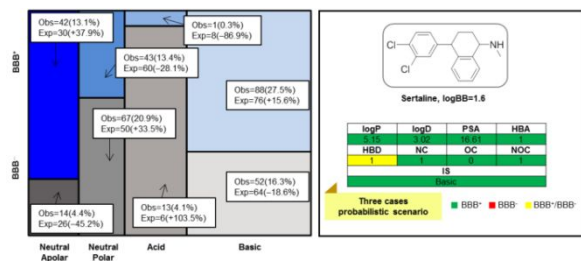 BBB⁺
BBB
Obs=42(13.1%)
Exp=30(+37.9%)
Obs=1(0.3%)
Exp=8(-86.9%)
Obs=43(13.4%)
Exp=60(-28.1%)
Obs=88(27.5%)
Exp=76(+15.6%)
Obs=67(20.9%)
Exp=50(+33.5%)
Obs=52(16.3%)
Exp=64(-18.6%)
Obs=14(4.4%)
Exp=26(-45.2%)
Obs=13(4.1%)
Exp=6(+103.5%)
Neutral
Apolar
Neutral
Polar
Acid
Basic
Cl
Cl
NH
Sertaline, logBB=1.6
logP logD PSA HBA
5.15 3.02 16.61 1
HBD NC OC NOC
1 1 0 1
IS
Basic
Three cases
probabilistic scenario
BBB⁺ BBB⁻ BBB⁺/BBB⁻